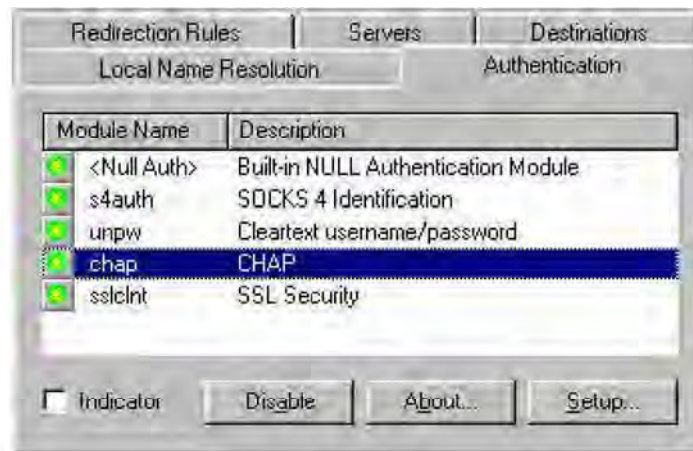 Redirection Rules Servers Destinations
Local Name Resolution Authentication
Module Name Description
<Null Auth> Built-in NULL Authentication Module
s4auth SOCKS 4 Identification
unpw Cleartext username/password
chap CHAP
sslclnt SSL Security
Indicator Disable About... Setup...